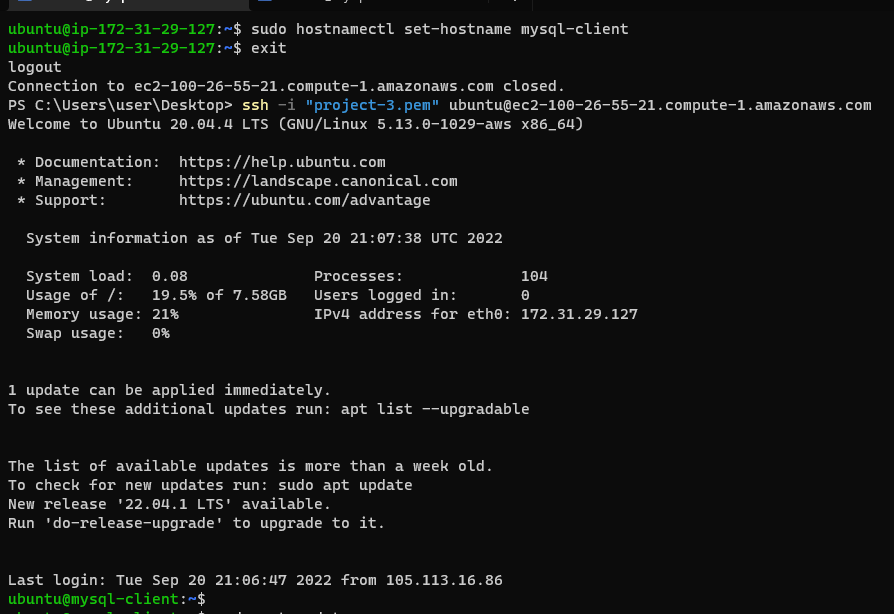 ubuntu@ip-172-31-29-127:~$ sudo hostnamectl set-hostname mysql-client
ubuntu@ip-172-31-29-127:~$ exit
logout
Connection to ec2-100-26-55-21.compute-1.amazonaws.com closed.
PS C:\Users\user\Desktop> ssh -i "project-3.pem" ubuntu@ec2-100-26-55-21.compute-1.amazonaws.com
Welcome to Ubuntu 20.04.4 LTS (GNU/Linux 5.13.0-1029-aws x86_64)
* Documentation: https://help.ubuntu.com
* Management: https://landscape.canonical.com
* Support: https://ubuntu.com/advantage
System information as of Tue Sep 20 21:07:38 UTC 2022
System load: 0.08 Processes: 104
Usage of /: 19.5% of 7.58GB Users logged in: 0
Memory usage: 21% IPv4 address for eth0: 172.31.29.127
Swap usage: 0%
1 update can be applied immediately.
To see these additional updates run: apt list --upgradable
The list of available updates is more than a week old.
To check for new updates run: sudo apt update
New release '22.04.1 LTS' available.
Run 'do-release-upgrade' to upgrade to it.
Last login: Tue Sep 20 21:06:47 2022 from 105.113.16.86
ubuntu@mysql-client:~$